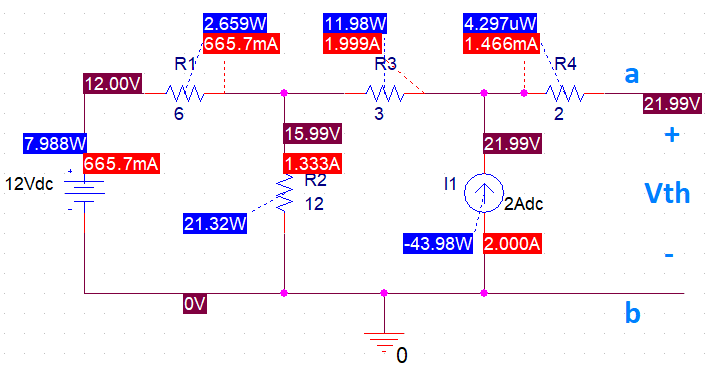 2.659W 11.98W 4.297uW
665.7mA 1.999A 1.466mA
R1 R3 R4 a
12.00V
6 3 2 21.99V
7.988W 15.99V 21.99V +
665.7mA 1.333A
12Vdc R2 I1 Vth
12 2Adc
21.32W
-43.98W 2.000A -
0V b
0